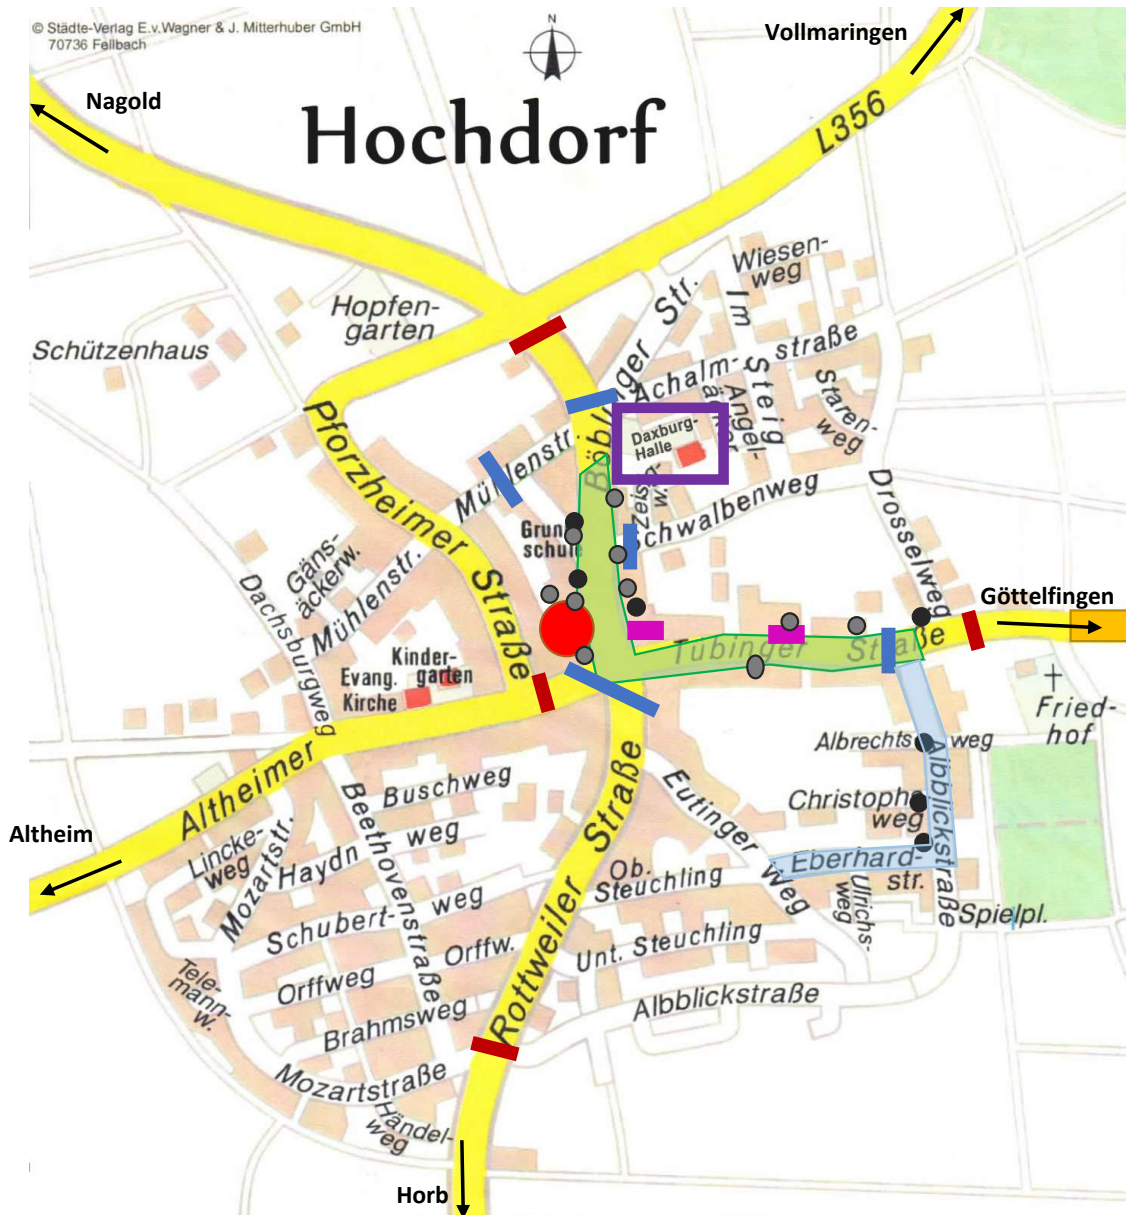 © Städte-Verlag E.v.Wagner & J. Mitterhuber GmbH
70736 Fellbach
N
Vollmaringen
Nagold
Hochdorf
L356
Wiesen-
weg
Hopfen-
garten
Str.
Im
Steig
Schützenhaus
Achalm-
straße
Staren-
weg
Daxburg-
Halle
Angel-
Pforzheimer
Straße
Mühlenstr.
Schwalbenweg
Drosselweg
Gäns-
äckerw.
Mühlenstr.
Dachsburgweg
Göttelfingen
Tübinger
Kinder-
garten
Evang.
Kirche
Fried-
hof
Albrechts
weg
Albblickstraße
Altheimer
Buschweg
Eutinger
Weg
Christoph
weg
Altheim
Lincke-
weg
Mozartstr.
Haydn
weg
Beethovenstraße
Rottweiler
Straße
Ob.
Steuchling
Eberhard-
str.
Ulrichs-
weg
Schubert-
weg
Spielpl.
Orffw.
Unt. Steuchling
Orffweg
Tele-
mann-
w.
Brahmsweg
Albblickstraße
Mozartstraße
Händel-
weg
Horb